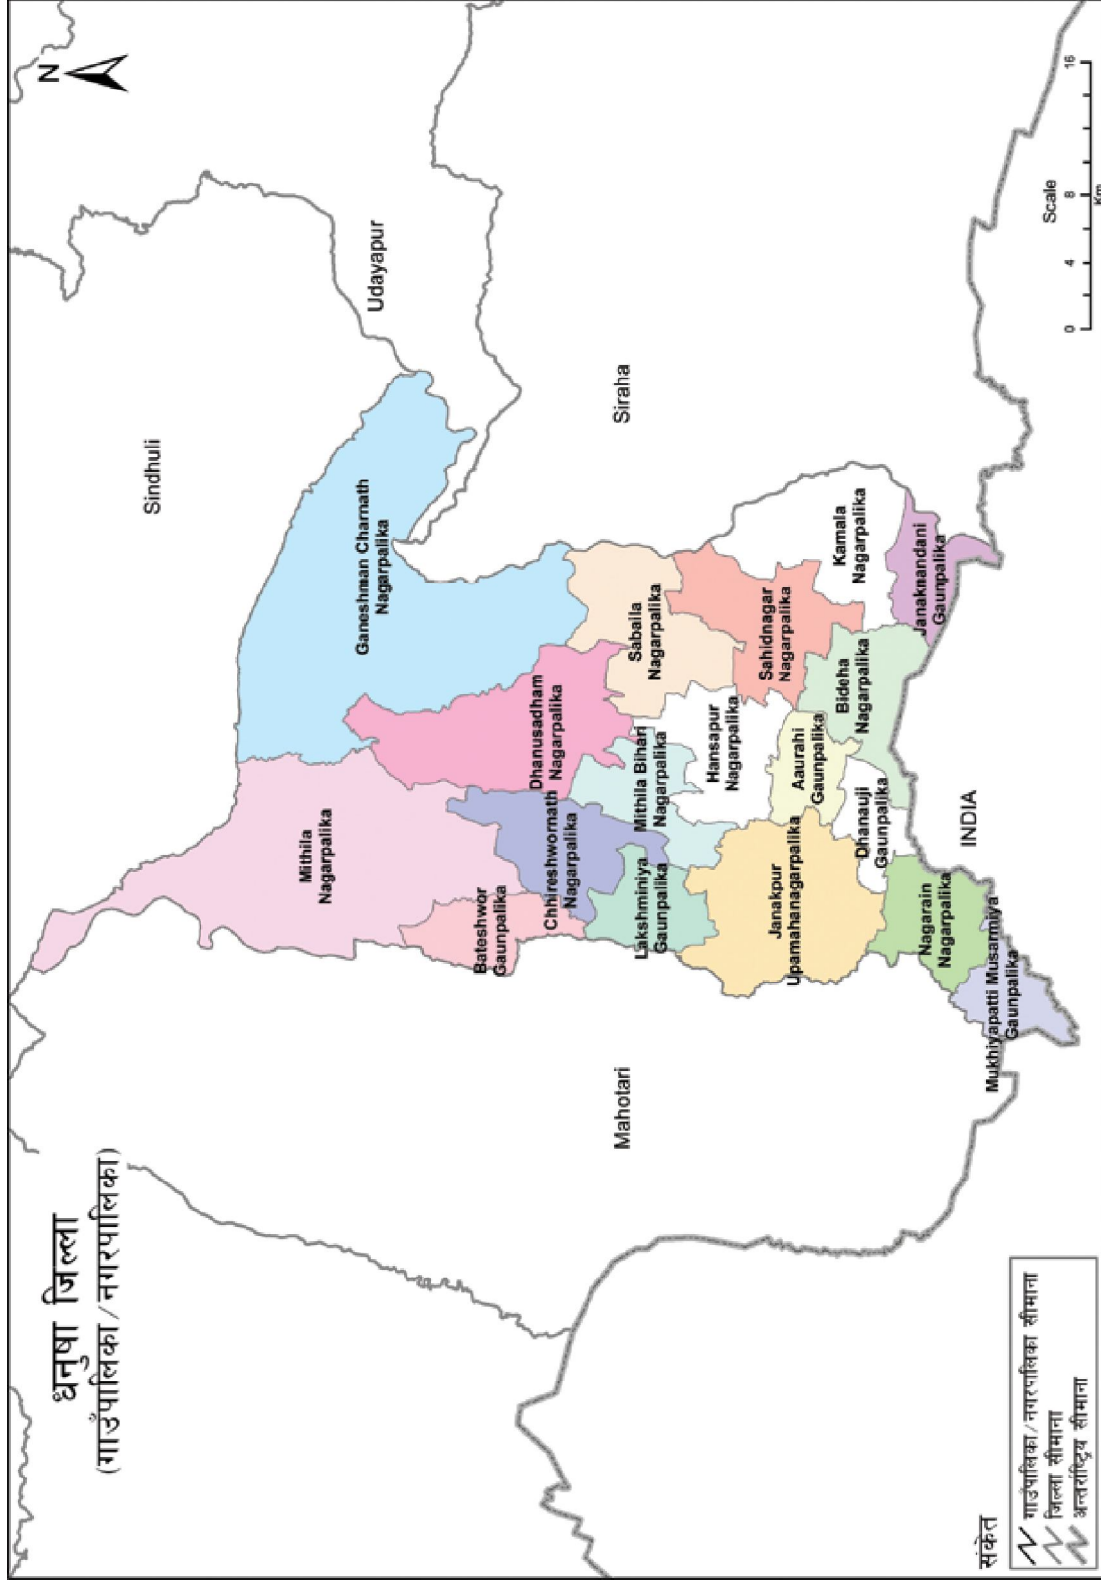 धनुषा जिल्ला
(गाउँपालिका/नगरपालिका)
N
Sindhuli
Udayapur
Siraha
Mahotari
INDIA
Mithila
Nagarpalika
Ganeshman Charnath
Nagarpalika
Bateshwor
Gaunpalika
Chhireshwornath
Nagarpalika
Dhanusadham
Nagarpalika
Lakshminiya
Gaunpalika
Mithila Bihari
Nagarpalika
Sabaila
Nagarpalika
Hansapur
Nagarpalika
Sahidnagar
Nagarpalika
Janakpur
Upamahanagarpalika
Aaurahi
Gaunpalika
Kamala
Nagarpalika
Dhanauji
Gaunpalika
Bideha
Nagarpalika
Janaknandani
Gaunpalika
Nagarain
Nagarpalika
Mukhiyapatti Musarmiya
Gaunpalika
संकेत
गाउँपालिका/नगरपालिका सीमाना
जिल्ला सीमाना
अन्तर्राष्ट्रिय सीमाना
Scale
0 4 8 16
Km